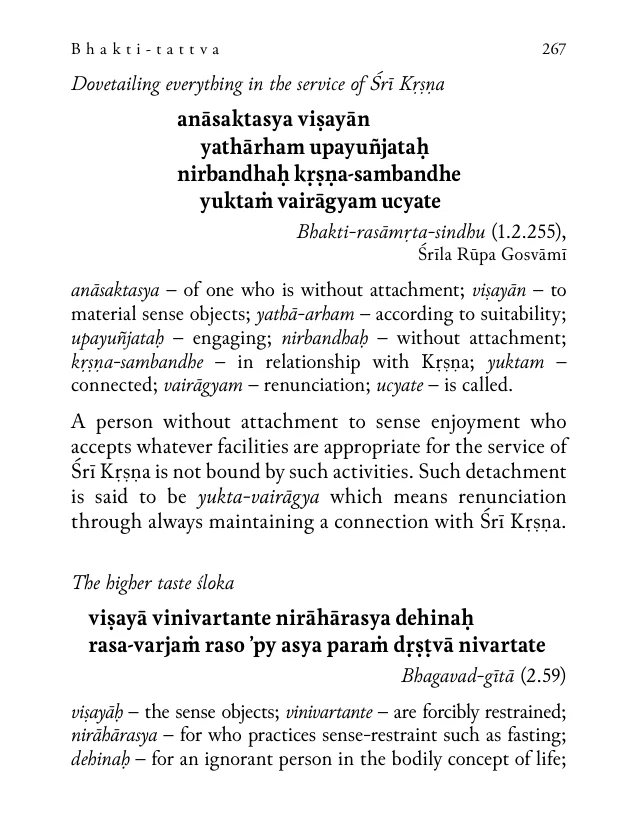 Bhakti-tattva 267
Dovetailing everything in the service of Śrī Kṛṣṇa
anāsaktasya viṣayān
yathārham upayuñjataḥ
nirbandhaḥ kṛṣṇa-sambandhe
yuktaṁ vairāgyam ucyate
Bhakti-rasāmṛta-sindhu (1.2.255),
Śrīla Rūpa Gosvāmī
anāsaktasya – of one who is without attachment; viṣayān – to
material sense objects; yathā-arham – according to suitability;
upayuñjataḥ – engaging; nirbandhaḥ – without attachment;
kṛṣṇa-sambandhe – in relationship with Kṛṣṇa; yuktam –
connected; vairāgyam – renunciation; ucyate – is called.
A person without attachment to sense enjoyment who
accepts whatever facilities are appropriate for the service of
Śrī Kṛṣṇa is not bound by such activities. Such detachment
is said to be yukta-vairāgya which means renunciation
through always maintaining a connection with Śrī Kṛṣṇa.
The higher taste śloka
viṣayā vinivartante nirāhārasya dehinaḥ
rasa-varjaṁ raso ’py asya paraṁ dṛṣṭvā nivartate
Bhagavad-gītā (2.59)
viṣayāḥ – the sense objects; vinivartante – are forcibly restrained;
nirāhārasya – for who practices sense-restraint such as fasting;
dehinaḥ – for an ignorant person in the bodily concept of life;